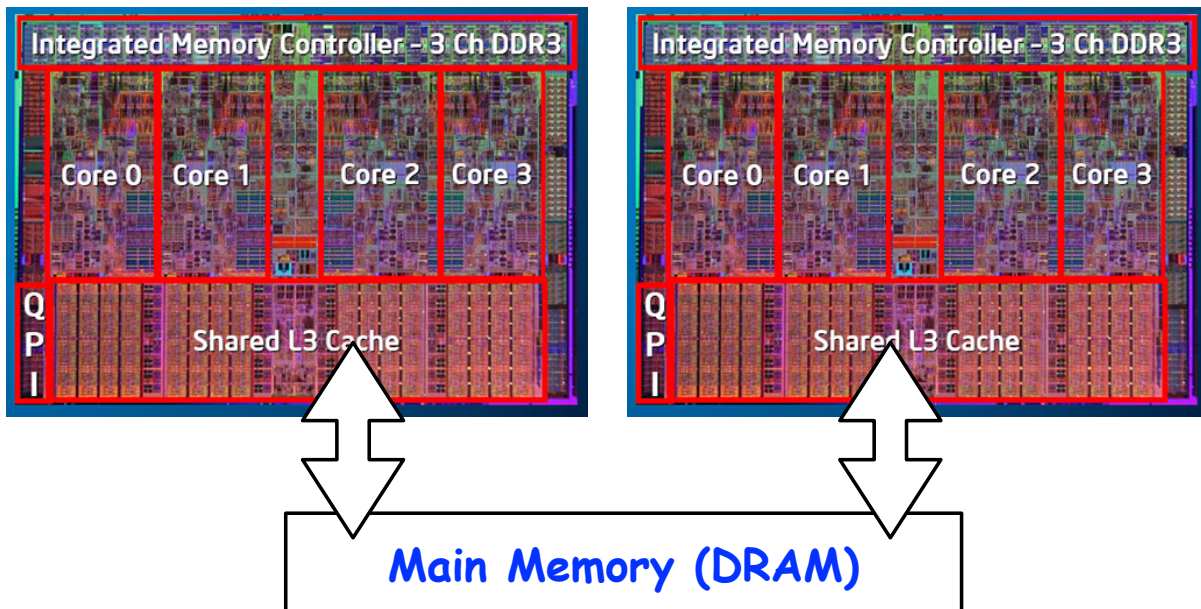 Integrated Memory Controller – 3 Ch DDR3
Core 0 Core 1 Core 2 Core 3
Q
P
I
Shared L3 Cache
Integrated Memory Controller – 3 Ch DDR3
Core 0 Core 1 Core 2 Core 3
Q
P
I
Shared L3 Cache
Main Memory (DRAM)